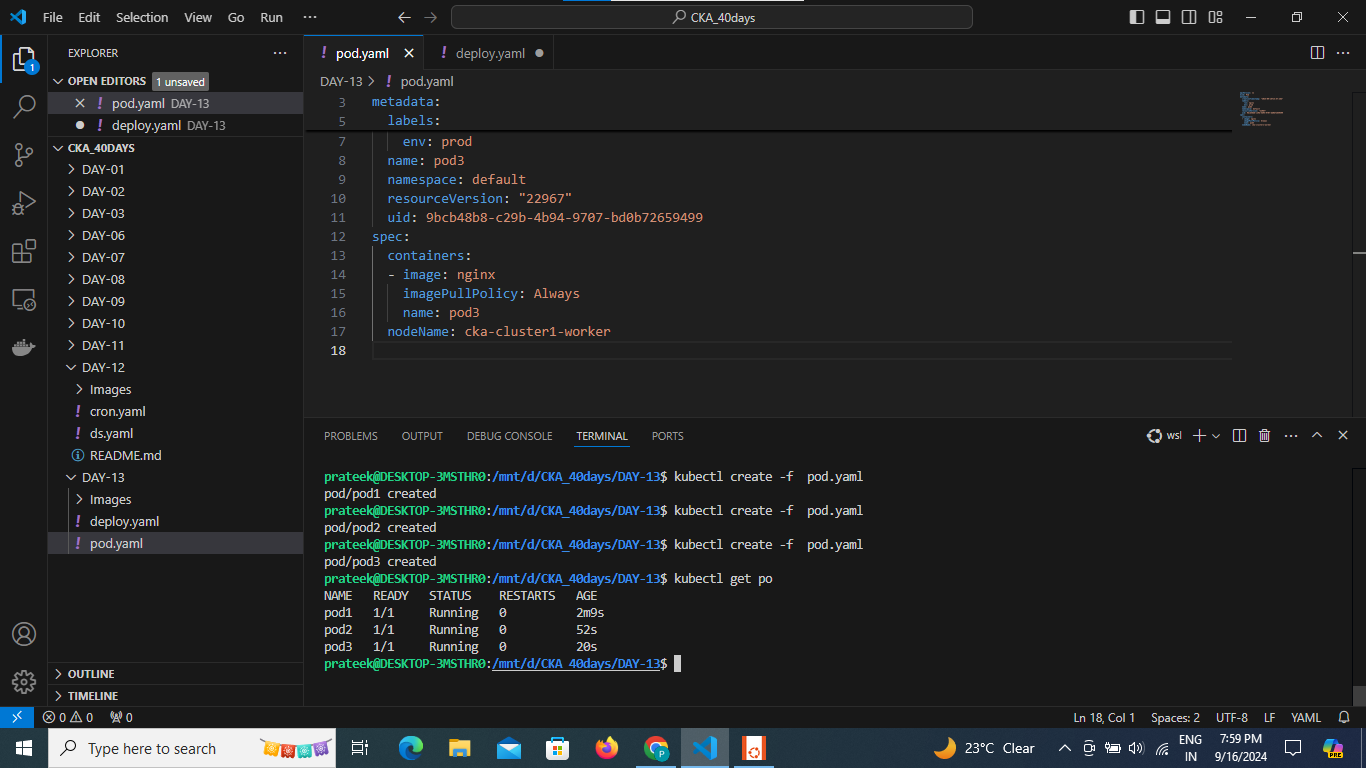 File Edit Selection View Go Run ··· CKA_40days
EXPLORER ···
OPEN EDITORS 1 unsaved
pod.yaml DAY-13
deploy.yaml DAY-13
CKA_40DAYS
DAY-01
DAY-02
DAY-03
DAY-06
DAY-07
DAY-08
DAY-09
DAY-10
DAY-11
DAY-12
Images
cron.yaml
ds.yaml
README.md
DAY-13
Images
deploy.yaml
pod.yaml
OUTLINE
TIMELINE
1
pod.yaml deploy.yaml
DAY-13 > ! pod.yaml
3 metadata:
5 labels:
7 env: prod
8 name: pod3
9 namespace: default
10 resourceVersion: "22967"
11 uid: 9bcb48b8-c29b-4b94-9707-bd0b72659499
12 spec:
13 containers:
14 - image: nginx
15 imagePullPolicy: Always
16 name: pod3
17 nodeName: cka-cluster1-worker
18
PROBLEMS OUTPUT DEBUG CONSOLE TERMINAL PORTS wsl
prateek@DESKTOP-3MSTHR0:/mnt/d/CKA_40days/DAY-13$ kubectl create -f  pod.yaml
pod/pod1 created
prateek@DESKTOP-3MSTHR0:/mnt/d/CKA_40days/DAY-13$ kubectl create -f  pod.yaml
pod/pod2 created
prateek@DESKTOP-3MSTHR0:/mnt/d/CKA_40days/DAY-13$ kubectl create -f  pod.yaml
pod/pod3 created
prateek@DESKTOP-3MSTHR0:/mnt/d/CKA_40days/DAY-13$ kubectl get po
NAME READY STATUS RESTARTS AGE
pod1 1/1 Running 0 2m9s
pod2 1/1 Running 0 52s
pod3 1/1 Running 0 20s
prateek@DESKTOP-3MSTHR0:/mnt/d/CKA_40days/DAY-13$
0 0 0 Ln 18, Col 1 Spaces: 2 UTF-8 LF YAML
Type here to search 23°C Clear ENG 7:59 PM
IN 9/16/2024